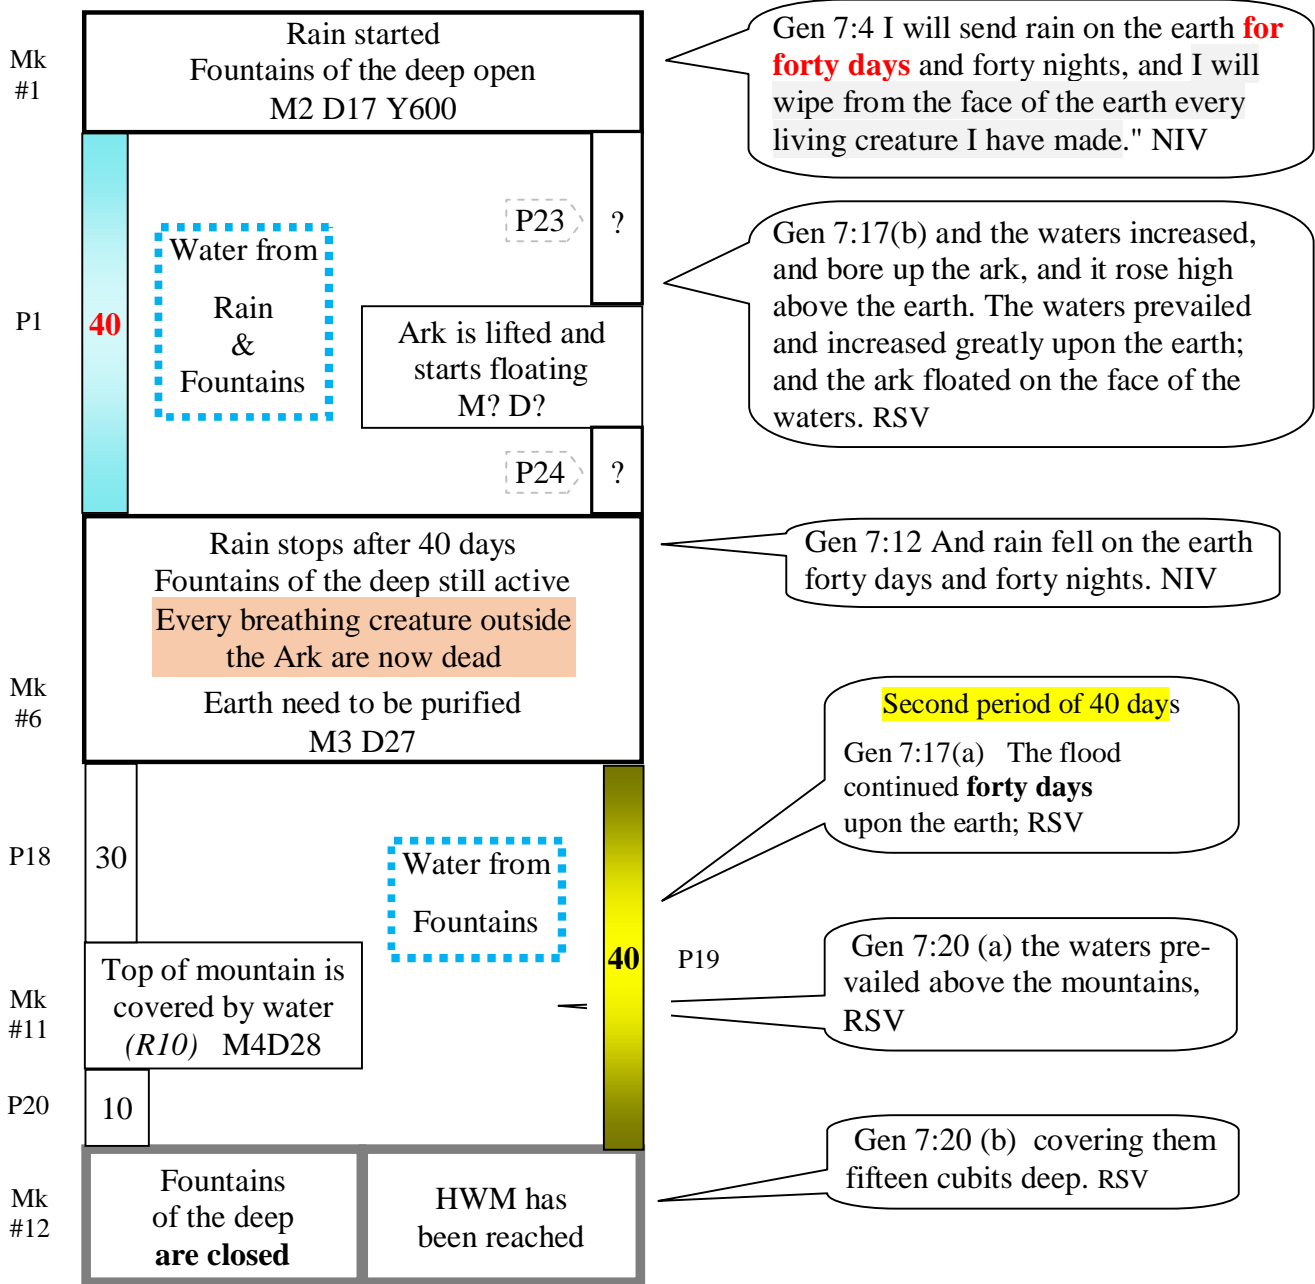 Mk
#1
Rain started
Fountains of the deep open
M2 D17 Y600
Gen 7:4 I will send rain on the earth for
forty days and forty nights, and I will
wipe from the face of the earth every
living creature I have made." NIV
P1
40
Water from
Rain
&
Fountains
P23
?
Ark is lifted and
starts floating
M? D?
P24
?
Gen 7:17(b) and the waters increased,
and bore up the ark, and it rose high
above the earth. The waters prevailed
and increased greatly upon the earth;
and the ark floated on the face of the
waters. RSV
Mk
#6
Rain stops after 40 days
Fountains of the deep still active
Every breathing creature outside
the Ark are now dead
Earth need to be purified
M3 D27
Gen 7:12 And rain fell on the earth
forty days and forty nights. NIV
Second period of 40 days
Gen 7:17(a) The flood
continued forty days
upon the earth; RSV
P18
30
Water from
Fountains
40
P19
Mk
#11
Top of mountain is
covered by water
(R10) M4D28
Gen 7:20 (a) the waters pre-
vailed above the mountains,
RSV
P20
10
Mk
#12
Fountains
of the deep
are closed
HWM has
been reached
Gen 7:20 (b) covering them
fifteen cubits deep. RSV